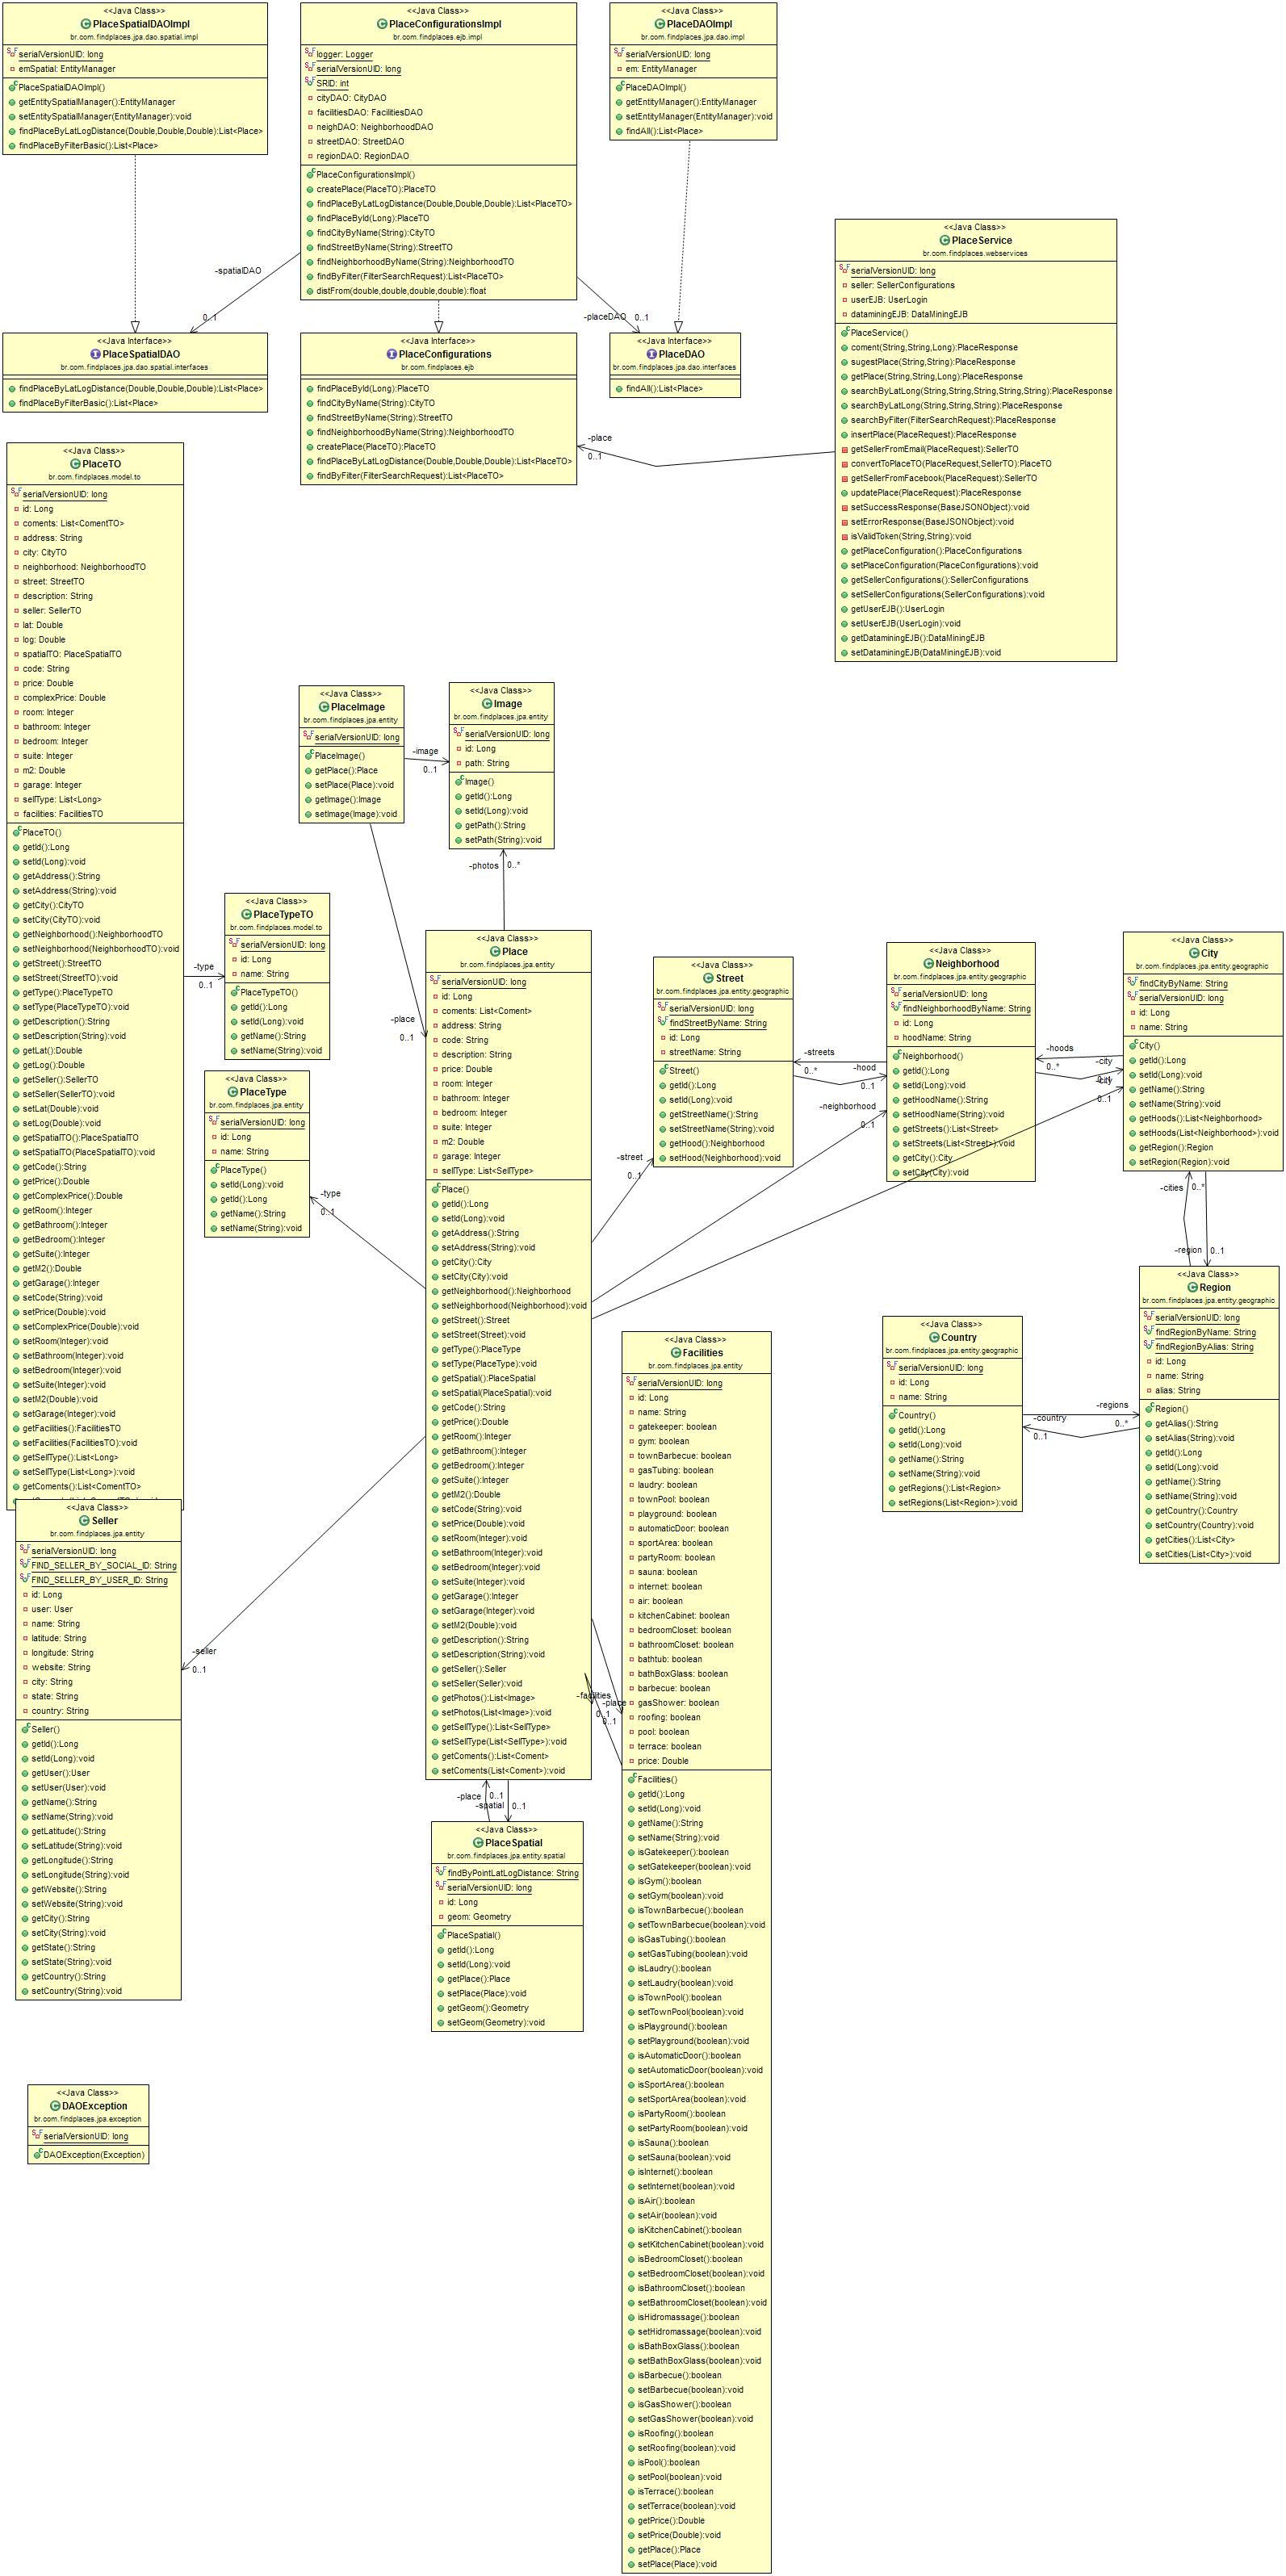 <<Java Class>>
PlaceSpatialDAOImpl
br.com.findplaces.jpa.dao.spatial.impl
serialVersionUID: long
emSpatial: EntityManager
PlaceSpatialDAOImpl()
getEntitySpatialManager():EntityManager
setEntitySpatialManager(EntityManager):void
findPlaceByLatLogDistance(Double,Double,Double):List<Place>
findPlaceByFilterBasic():List<Place>
<<Java Class>>
PlaceConfigurationsImpl
br.com.findplaces.ejb.impl
logger: Logger
serialVersionUID: long
SRID: int
cityDAO: CityDAO
facilitiesDAO: FacilitiesDAO
neighDAO: NeighborhoodDAO
streetDAO: StreetDAO
regionDAO: RegionDAO
PlaceConfigurationsImpl()
createPlace(PlaceTO):PlaceTO
findPlaceByLatLogDistance(Double,Double,Double):List<PlaceTO>
findPlaceById(Long):PlaceTO
findCityByName(String):CityTO
findStreetByName(String):StreetTO
findNeighborhoodByName(String):NeighborhoodTO
findByFilter(FilterSearchRequest):List<PlaceTO>
distFrom(double,double,double,double):float
<<Java Class>>
PlaceDAOImpl
br.com.findplaces.jpa.dao.impl
serialVersionUID: long
em: EntityManager
PlaceDAOImpl()
getEntityManager():EntityManager
setEntityManager(EntityManager):void
findAll():List<Place>
-spatialDAO
0..1
-placeDAO
0..1
<<Java Interface>>
PlaceSpatialDAO
br.com.findplaces.jpa.dao.spatial.interfaces
findPlaceByLatLogDistance(Double,Double,Double):List<Place>
findPlaceByFilterBasic():List<Place>
<<Java Interface>>
PlaceConfigurations
br.com.findplaces.ejb
findPlaceById(Long):PlaceTO
findCityByName(String):CityTO
findStreetByName(String):StreetTO
findNeighborhoodByName(String):NeighborhoodTO
createPlace(PlaceTO):PlaceTO
findPlaceByLatLogDistance(Double,Double,Double):List<PlaceTO>
findByFilter(FilterSearchRequest):List<PlaceTO>
<<Java Interface>>
PlaceDAO
br.com.findplaces.jpa.dao.interfaces
findAll():List<Place>
-place
0..1
<<Java Class>>
PlaceService
br.com.findplaces.webservices
serialVersionUID: long
seller: SellerConfigurations
userEJB: UserLogin
dataminingEJB: DataMiningEJB
PlaceService()
coment(String,String,Long):PlaceResponse
sugestPlace(String,String):PlaceResponse
getPlace(String,String,Long):PlaceResponse
searchByLatLong(String,String,String,String,String):PlaceResponse
searchByLatLong(String,String,String):PlaceResponse
searchByFilter(FilterSearchRequest):PlaceResponse
insertPlace(PlaceRequest):PlaceResponse
getSellerFromEmail(PlaceRequest):SellerTO
convertToPlaceTO(PlaceRequest,SellerTO):PlaceTO
getSellerFromFacebook(PlaceRequest):SellerTO
updatePlace(PlaceRequest):PlaceResponse
setSuccessResponse(BaseJSONObject):void
setErrorResponse(BaseJSONObject):void
isValidToken(String,String):void
getPlaceConfiguration():PlaceConfigurations
setPlaceConfiguration(PlaceConfigurations):void
getSellerConfigurations():SellerConfigurations
setSellerConfigurations(SellerConfigurations):void
getUserEJB():UserLogin
setUserEJB(UserLogin):void
getDataminingEJB():DataMiningEJB
setDataminingEJB(DataMiningEJB):void
<<Java Class>>
PlaceTO
br.com.findplaces.model.to
serialVersionUID: long
id: Long
coments: List<ComentTO>
address: String
city: CityTO
neighborhood: NeighborhoodTO
street: StreetTO
description: String
seller: SellerTO
lat: Double
log: Double
spatialTO: PlaceSpatialTO
code: String
price: Double
complexPrice: Double
room: Integer
bathroom: Integer
bedroom: Integer
suite: Integer
m2: Double
garage: Integer
sellType: List<Long>
facilities: FacilitiesTO
PlaceTO()
getId():Long
setId(Long):void
getAddress():String
setAddress(String):void
getCity():CityTO
setCity(CityTO):void
getNeighborhood():NeighborhoodTO
setNeighborhood(NeighborhoodTO):void
getStreet():StreetTO
setStreet(StreetTO):void
getType():PlaceTypeTO
setType(PlaceTypeTO):void
getDescription():String
setDescription(String):void
getLat():Double
getLog():Double
getSeller():SellerTO
setSeller(SellerTO):void
setLat(Double):void
setLog(Double):void
getSpatialTO():PlaceSpatialTO
setSpatialTO(PlaceSpatialTO):void
getCode():String
getPrice():Double
getComplexPrice():Double
getRoom():Integer
getBathroom():Integer
getBedroom():Integer
getSuite():Integer
getM2():Double
getGarage():Integer
setCode(String):void
setPrice(Double):void
setComplexPrice(Double):void
setRoom(Integer):void
setBathroom(Integer):void
setBedroom(Integer):void
setSuite(Integer):void
setM2(Double):void
setGarage(Integer):void
getFacilities():FacilitiesTO
setFacilities(FacilitiesTO):void
getSellType():List<Long>
setSellType(List<Long>):void
getComents():List<ComentTO>
-type
0..1
<<Java Class>>
PlaceTypeTO
br.com.findplaces.model.to
serialVersionUID: long
id: Long
name: String
PlaceTypeTO()
getId():Long
setId(Long):void
getName():String
setName(String):void
<<Java Class>>
PlaceType
br.com.findplaces.jpa.entity
serialVersionUID: long
id: Long
name: String
PlaceType()
setId(Long):void
getId():Long
getName():String
setName(String):void
-type
0..1
<<Java Class>>
PlaceImage
br.com.findplaces.jpa.entity
serialVersionUID: long
PlaceImage()
getPlace():Place
setPlace(Place):void
getImage():Image
setImage(Image):void
-image
0..1
<<Java Class>>
Image
br.com.findplaces.jpa.entity
serialVersionUID: long
id: Long
path: String
Image()
getId():Long
setId(Long):void
getPath():String
setPath(String):void
-photos
0..*
-place
0..1
<<Java Class>>
Place
br.com.findplaces.jpa.entity
serialVersionUID: long
id: Long
coments: List<Coment>
address: String
code: String
description: String
price: Double
room: Integer
bathroom: Integer
bedroom: Integer
suite: Integer
m2: Double
garage: Integer
sellType: List<SellType>
Place()
getId():Long
setId(Long):void
getAddress():String
setAddress(String):void
getCity():City
setCity(City):void
getNeighborhood():Neighborhood
setNeighborhood(Neighborhood):void
getStreet():Street
setStreet(Street):void
getType():PlaceType
setType(PlaceType):void
getSpatial():PlaceSpatial
setSpatial(PlaceSpatial):void
getCode():String
getPrice():Double
getRoom():Integer
getBathroom():Integer
getBedroom():Integer
getSuite():Integer
getM2():Double
setCode(String):void
setPrice(Double):void
setRoom(Integer):void
setBathroom(Integer):void
setBedroom(Integer):void
setSuite(Integer):void
getGarage():Integer
setGarage(Integer):void
setM2(Double):void
getDescription():String
setDescription(String):void
getSeller():Seller
setSeller(Seller):void
getPhotos():List<Image>
setPhotos(List<Image>):void
getSellType():List<SellType>
setSellType(List<SellType>):void
getComents():List<Coment>
setComents(List<Coment>):void
<<Java Class>>
Street
br.com.findplaces.jpa.entity.geographic
serialVersionUID: long
findStreetByName: String
id: Long
streetName: String
Street()
getId():Long
setId(Long):void
getStreetName():String
setStreetName(String):void
getHood():Neighborhood
setHood(Neighborhood):void
-street
0..1
-streets
0..*
-hood
0..1
-neighborhood
0..1
<<Java Class>>
Neighborhood
br.com.findplaces.jpa.entity.geographic
serialVersionUID: long
findNeighborhoodByName: String
id: Long
hoodName: String
Neighborhood()
getId():Long
setId(Long):void
getHoodName():String
setHoodName(String):void
getStreets():List<Street>
setStreets(List<Street>):void
getCity():City
setCity(City):void
-hoods
0..*
-city
0..1
-city
0..1
<<Java Class>>
City
br.com.findplaces.jpa.entity.geographic
findCityByName: String
serialVersionUID: long
id: Long
name: String
City()
getId():Long
setId(Long):void
getName():String
setName(String):void
getHoods():List<Neighborhood>
setHoods(List<Neighborhood>):void
getRegion():Region
setRegion(Region):void
-cities
0..*
-region
0..1
<<Java Class>>
Region
br.com.findplaces.jpa.entity.geographic
serialVersionUID: long
findRegionByName: String
findRegionByAlias: String
id: Long
name: String
alias: String
Region()
getAlias():String
setAlias(String):void
getId():Long
setId(Long):void
getName():String
setName(String):void
getCountry():Country
setCountry(Country):void
getCities():List<City>
setCities(List<City>):void
<<Java Class>>
Country
br.com.findplaces.jpa.entity.geographic
serialVersionUID: long
id: Long
name: String
Country()
getId():Long
setId(Long):void
getName():String
setName(String):void
getRegions():List<Region>
setRegions(List<Region>):void
-regions
0..*
-country
0..1
<<Java Class>>
Facilities
br.com.findplaces.jpa.entity
serialVersionUID: long
id: Long
name: String
gatekeeper: boolean
gym: boolean
townBarbecue: boolean
gasTubing: boolean
laudry: boolean
townPool: boolean
playground: boolean
automaticDoor: boolean
sportArea: boolean
partyRoom: boolean
sauna: boolean
internet: boolean
air: boolean
kitchenCabinet: boolean
bedroomCloset: boolean
bathroomCloset: boolean
bathtub: boolean
bathBoxGlass: boolean
barbecue: boolean
gasShower: boolean
roofing: boolean
pool: boolean
terrace: boolean
price: Double
Facilities()
getId():Long
setId(Long):void
getName():String
setName(String):void
isGatekeeper():boolean
setGatekeeper(boolean):void
isGym():boolean
setGym(boolean):void
isTownBarbecue():boolean
setTownBarbecue(boolean):void
isGasTubing():boolean
setGasTubing(boolean):void
isLaudry():boolean
setLaudry(boolean):void
isTownPool():boolean
setTownPool(boolean):void
isPlayground():boolean
setPlayground(boolean):void
isAutomaticDoor():boolean
setAutomaticDoor(boolean):void
isSportArea():boolean
setSportArea(boolean):void
isPartyRoom():boolean
setPartyRoom(boolean):void
isSauna():boolean
setSauna(boolean):void
isInternet():boolean
setInternet(boolean):void
isAir():boolean
setAir(boolean):void
isKitchenCabinet():boolean
setKitchenCabinet(boolean):void
isBedroomCloset():boolean
setBedroomCloset(boolean):void
isBathroomCloset():boolean
setBathroomCloset(boolean):void
isHidromassage():boolean
setHidromassage(boolean):void
isBathBoxGlass():boolean
setBathBoxGlass(boolean):void
isBarbecue():boolean
setBarbecue(boolean):void
isGasShower():boolean
setGasShower(boolean):void
isRoofing():boolean
setRoofing(boolean):void
isPool():boolean
setPool(boolean):void
isTerrace():boolean
setTerrace(boolean):void
getPrice():Double
setPrice(Double):void
getPlace():Place
setPlace(Place):void
-facilities
0..1
-place
0..1
<<Java Class>>
Seller
br.com.findplaces.jpa.entity
serialVersionUID: long
FIND_SELLER_BY_SOCIAL_ID: String
FIND_SELLER_BY_USER_ID: String
id: Long
user: User
name: String
latitude: String
longitude: String
website: String
city: String
state: String
country: String
Seller()
getId():Long
setId(Long):void
getUser():User
setUser(User):void
getName():String
setName(String):void
getLatitude():String
setLatitude(String):void
getLongitude():String
setLongitude(String):void
getWebsite():String
setWebsite(String):void
getCity():String
setCity(String):void
getState():String
setState(String):void
getCountry():String
setCountry(String):void
-seller
0..1
-place
0..1
-spatial
0..1
<<Java Class>>
PlaceSpatial
br.com.findplaces.jpa.entity.spatial
findByPointLatLogDistance: String
serialVersionUID: long
id: Long
geom: Geometry
PlaceSpatial()
getId():Long
setId(Long):void
getPlace():Place
setPlace(Place):void
getGeom():Geometry
setGeom(Geometry):void
<<Java Class>>
DAOException
br.com.findplaces.jpa.exception
serialVersionUID: long
DAOException(Exception)